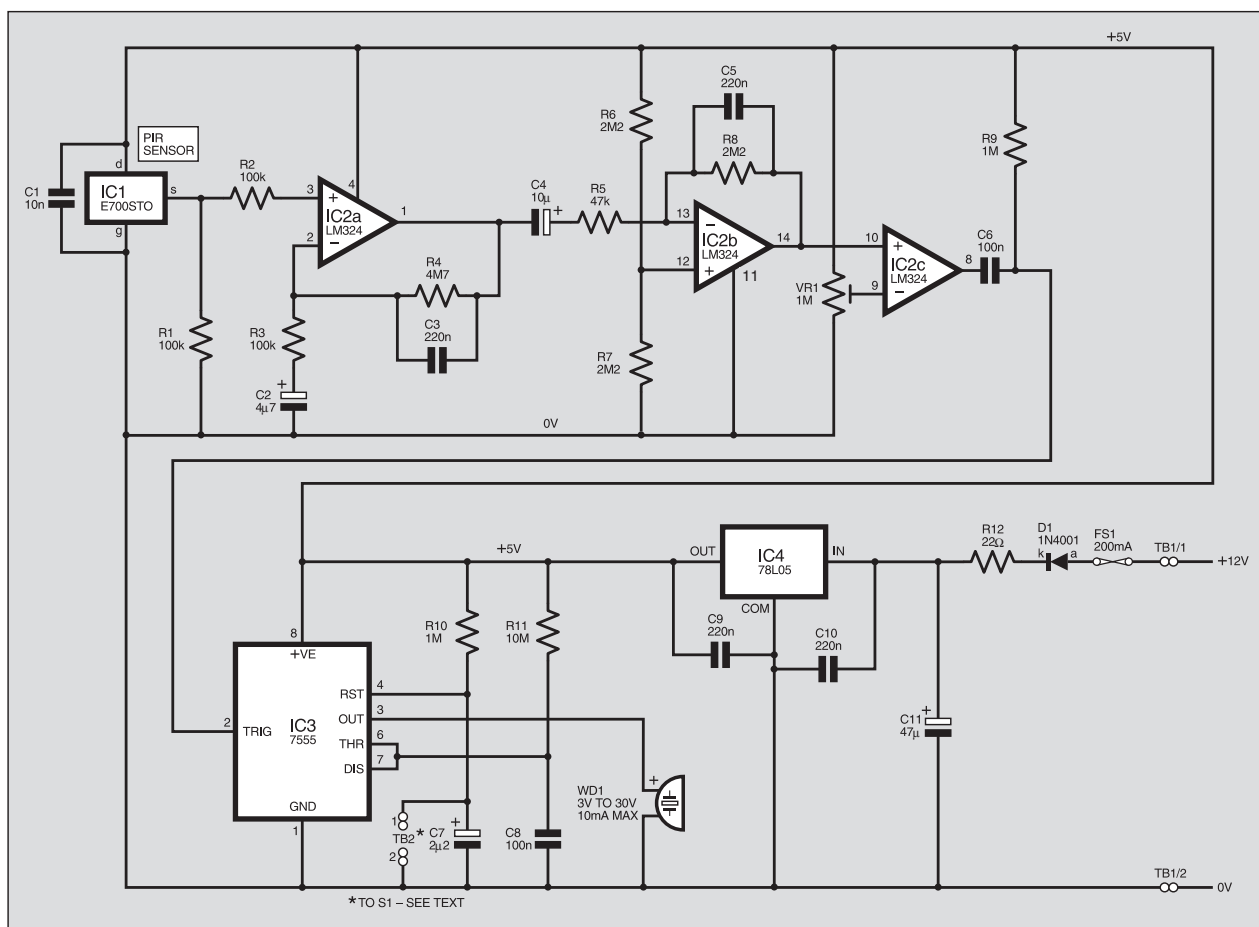 +5V
PIR
SENSOR
d
IC1
E700STO
s
g
C1
10n
R2
100k
R1
100k
3
+
4
IC2a
LM324
2
−
1
R4
4M7
C3
220n
R3
100k
+
C2
4µ7
C4
10µ
+
R5
47k
R6
2M2
R7
2M2
C5
220n
R8
2M2
13
−
IC2b
LM324
12
+
14
11
VR1
1M
10
+
IC2c
LM324
9
−
8
C6
100n
R9
1M
0V
+5V
OUT
IC4
78L05
IN
COM
R12
22Ω
D1
1N4001
k
a
FS1
200mA
TB1/1
+12V
R10
1M
R11
10M
C9
220n
C10
220n
+
C11
47µ
8
+VE
RST
4
OUT
3
IC3
7555
THR
6
DIS
7
2
TRIG
GND
1
1
TB2 *
2
+
C7
2µ2
C8
100n
WD1
3V TO 30V
10mA MAX
+
TB1/2
0V
* TO S1 – SEE TEXT